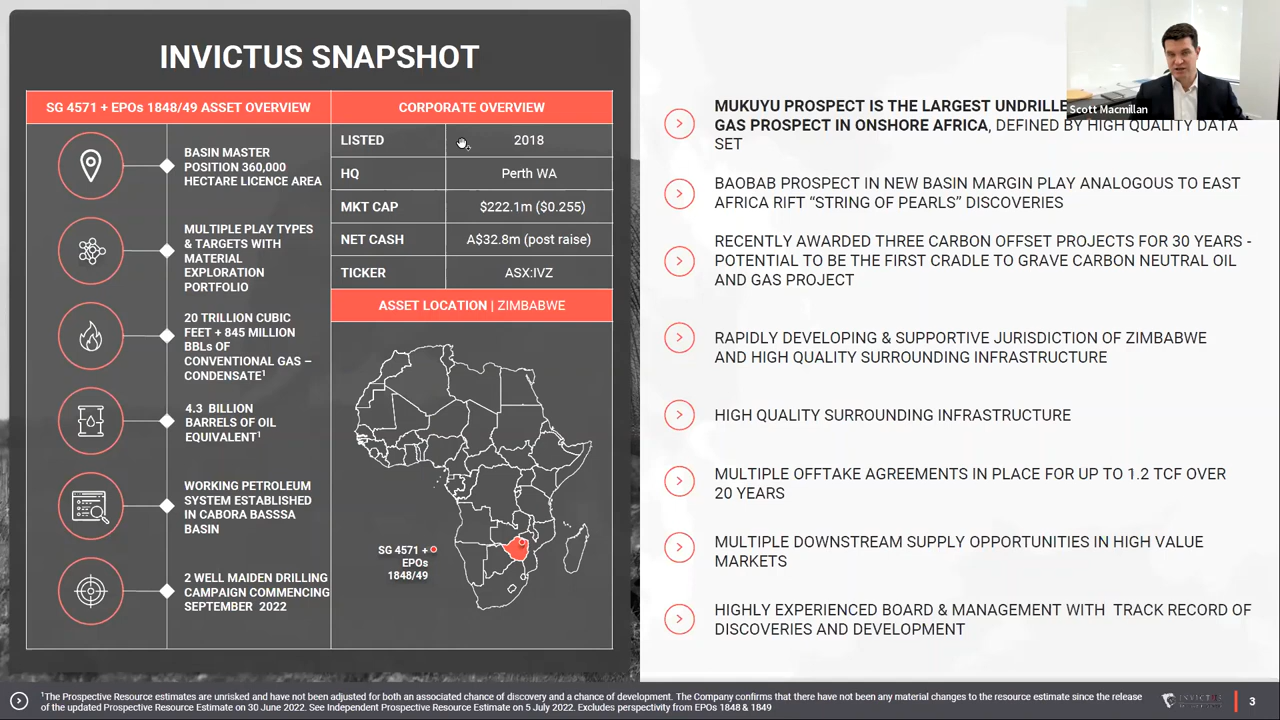 INVICTUS SNAPSHOT
SG 4571 + EPOs 1848/49 ASSET OVERVIEW
BASIN MASTER
POSITION 360,000
HECTARE LICENCE AREA
MULTIPLE PLAY TYPES
& TARGETS WITH
MATERIAL
EXPLORATION
PORTFOLIO
20 TRILLION CUBIC
FEET + 845 MILLION
BBLs OF
CONVENTIONAL GAS –
CONDENSATE¹
4.3 BILLION
BARRELS OF OIL
EQUIVALENT¹
WORKING PETROLEUM
SYSTEM ESTABLISHED
IN CABORA BASSSA
BASIN
2 WELL MAIDEN DRILLING
CAMPAIGN COMMENCING
SEPTEMBER 2022
CORPORATE OVERVIEW
LISTED 2018
HQ Perth WA
MKT CAP $222.1m ($0.255)
NET CASH A$32.8m (post raise)
TICKER ASX:IVZ
ASSET LOCATION | ZIMBABWE
SG 4571 +
EPOs
1848/49
Scott Macmillan
MUKUYU PROSPECT IS THE LARGEST
GAS PROSPECT IN ONSHORE AFRICA, DEFINED BY HIGH QUALITY DATA
SET
BAOBAB PROSPECT IN NEW BASIN MARGIN PLAY ANALOGOUS TO EAST
AFRICA RIFT “STRING OF PEARLS” DISCOVERIES
RECENTLY AWARDED THREE CARBON OFFSET PROJECTS FOR 30 YEARS -
POTENTIAL TO BE THE FIRST CRADLE TO GRAVE CARBON NEUTRAL OIL
AND GAS PROJECT
RAPIDLY DEVELOPING & SUPPORTIVE JURISDICTION OF ZIMBABWE
AND HIGH QUALITY SURROUNDING INFRASTRUCTURE
HIGH QUALITY SURROUNDING INFRASTRUCTURE
MULTIPLE OFFTAKE AGREEMENTS IN PLACE FOR UP TO 1.2 TCF OVER
20 YEARS
MULTIPLE DOWNSTREAM SUPPLY OPPORTUNITIES IN HIGH VALUE
MARKETS
HIGHLY EXPERIENCED BOARD & MANAGEMENT WITH TRACK RECORD OF
DISCOVERIES AND DEVELOPMENT
¹The Prospective Resource estimates are unrisked and have not been adjusted for both an associated chance of discovery and a chance of development. The Company confirms that there have not been any material changes to the resource estimate since the release
of the updated Prospective Resource Estimate on 30 June 2022. See Independent Prospective Resource Estimate on 5 July 2022. Excludes perspectivity from EPOs 1848 & 1849
INVICTUS
3